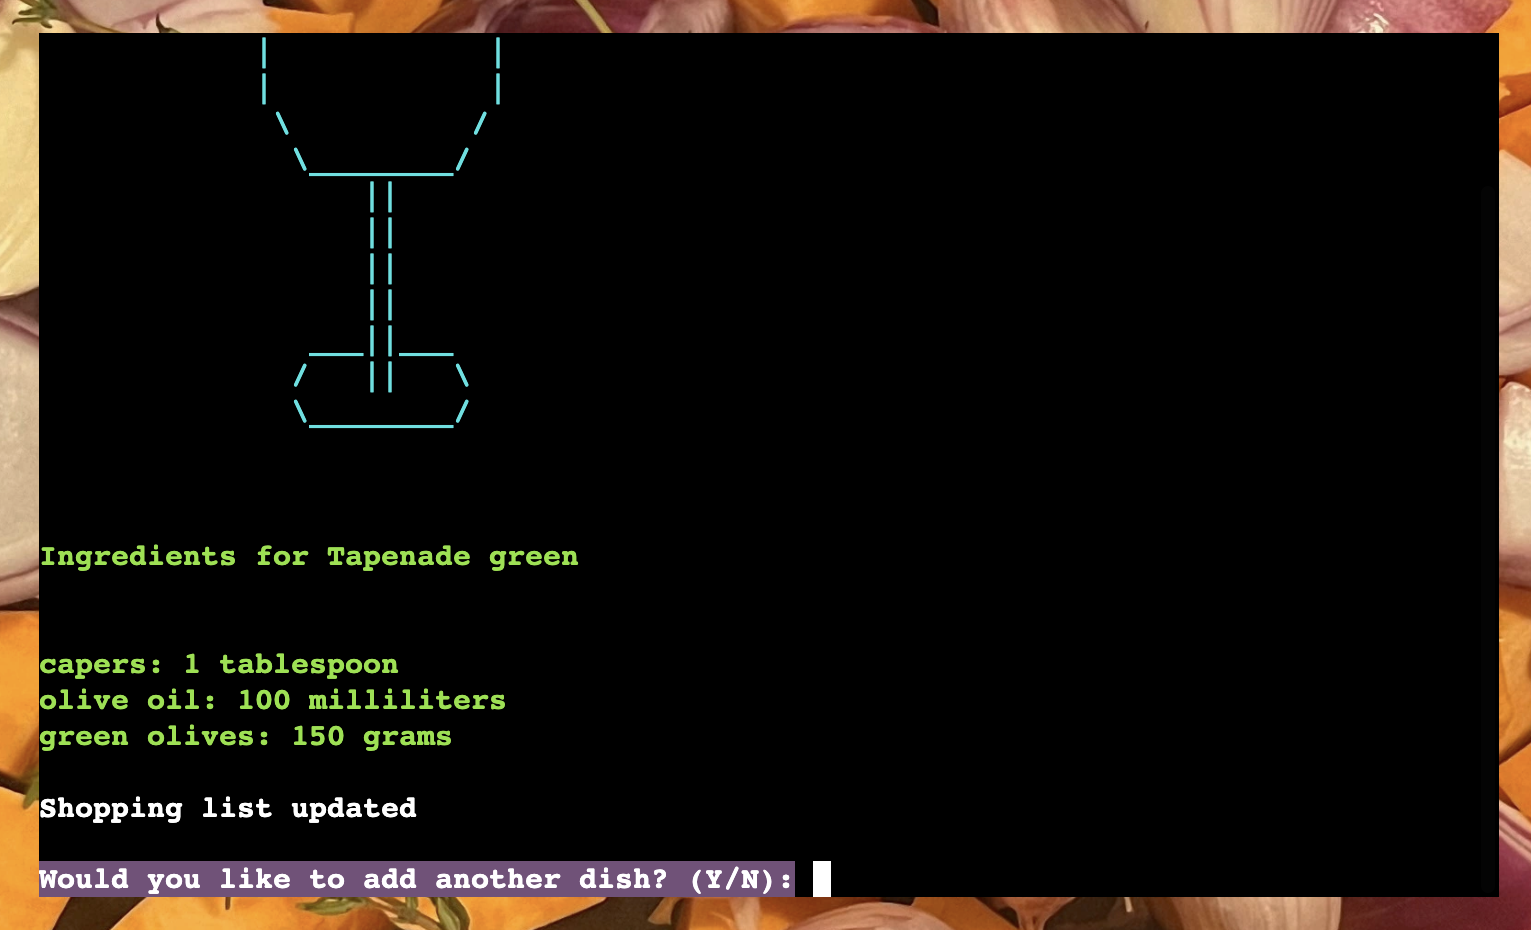 Ingredients for Tapenade green
capers: 1 tablespoon
olive oil: 100 milliliters
green olives: 150 grams
Shopping list updated
Would you like to add another dish? (Y/N):